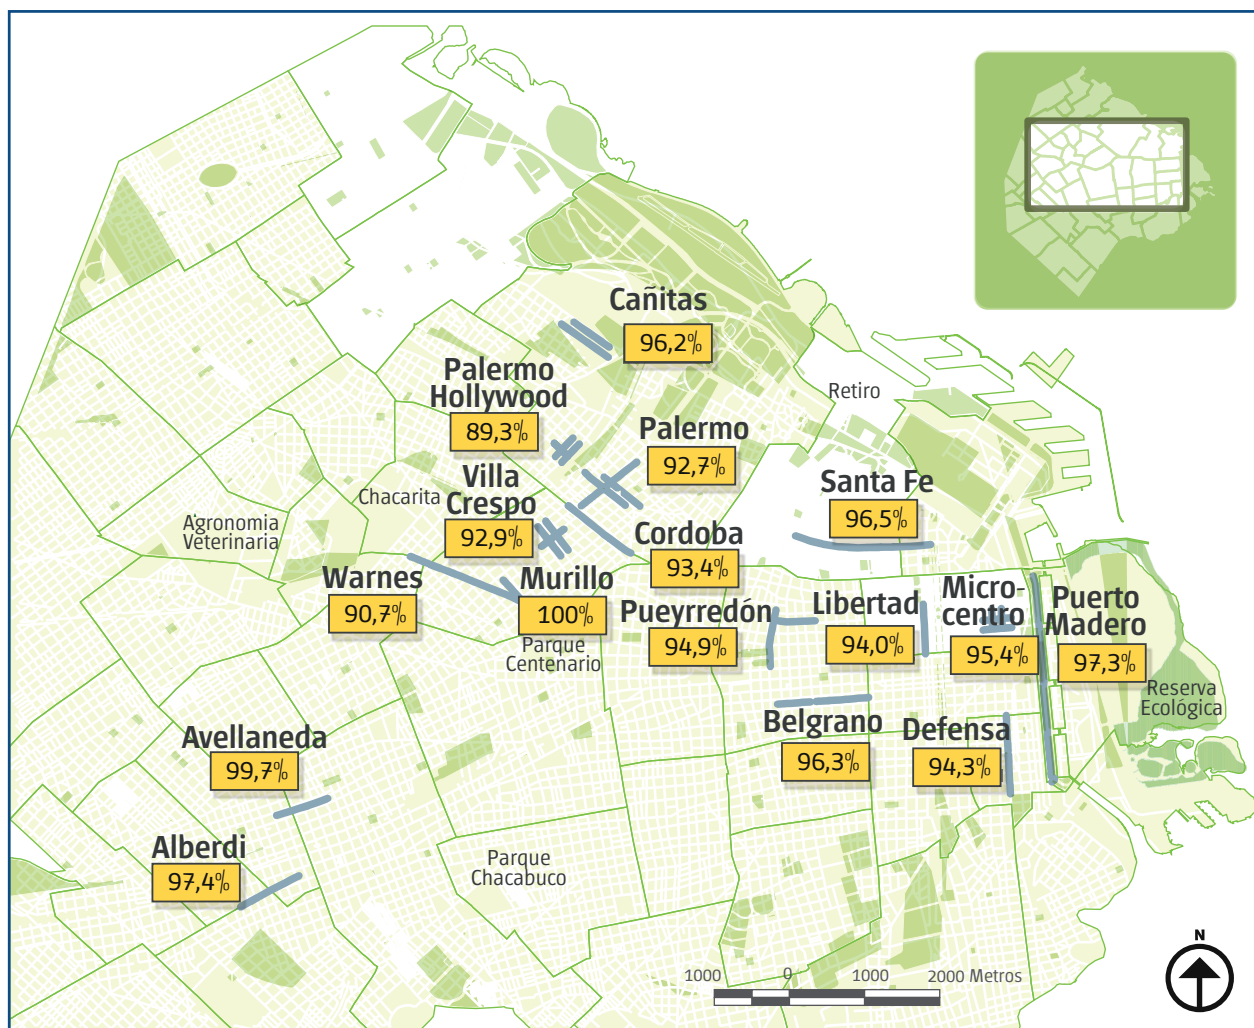 Cañitas
96,2%
Palermo
Hollywood
89,3%
Retiro
Palermo
92,7%
Villa
Crespo
92,9%
Chacarita
Santa Fe
96,5%
Agronomia
Veterinaria
Cordoba
93,4%
Warnes
90,7%
Murillo
100%
Parque
Centenario
Pueyrredón
94,9%
Libertad
94,0%
Micro-
centro
95,4%
Puerto
Madero
97,3%
Reserva
Ecológica
Belgrano
96,3%
Defensa
94,3%
Avellaneda
99,7%
Alberdi
97,4%
Parque
Chacabuco
1000 0 1000 2000 Metros
N